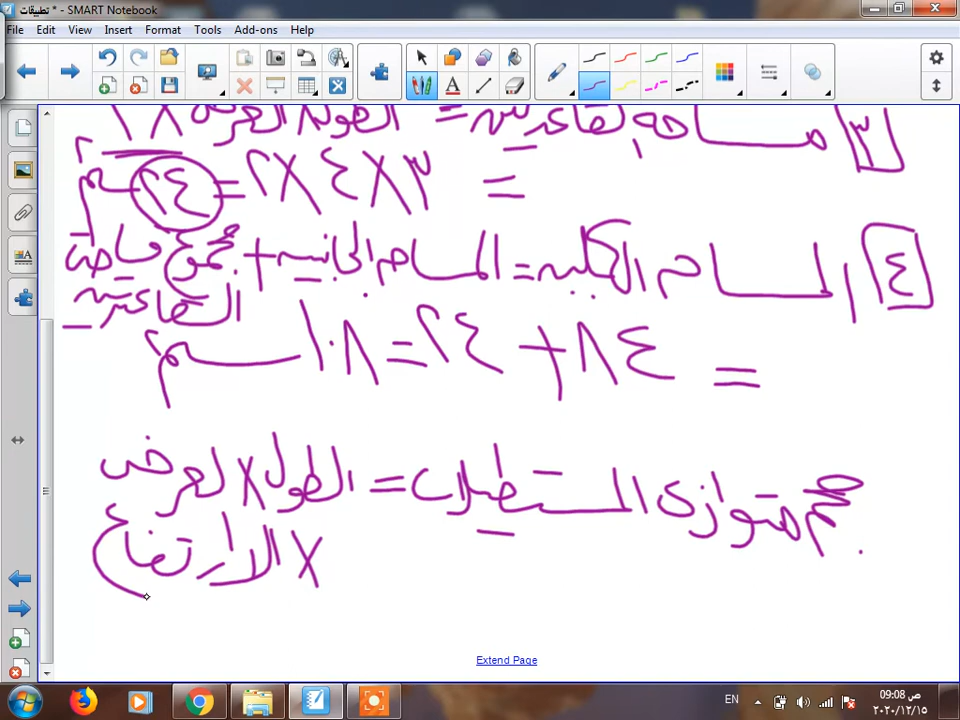 تطبيقات * - SMART Notebook
File Edit View Insert Format Tools Add-ons Help
[٣] مساحة القاعدتين = الطول × العرض × ٢
= ٣ × ٤ × ٢ = ٢٤ سم٢
[٤] المساحة الكلية = المساحة الجانبية + مجموع مساحتي
القاعدتين
= ٨٤ + ٢٤ = ١٠٨ سم٢
حجم متوازى المستطيلات = الطول × العرض
× الارتفاع
Extend Page
EN
ص 09:08
٢٠٢٠/١٢/١٥